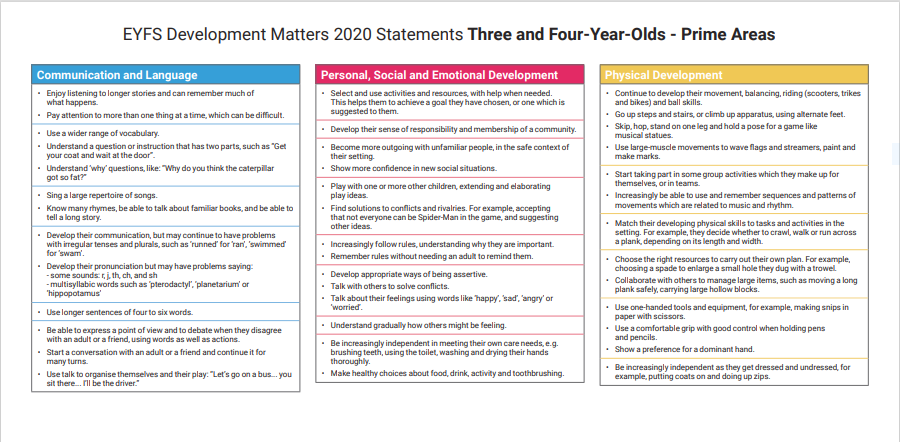 EYFS Development Matters 2020 Statements Three and Four-Year-Olds - Prime Areas
Communication and Language
• Enjoy listening to longer stories and can remember much of
what happens.
• Pay attention to more than one thing at a time, which can be difficult.
• Use a wider range of vocabulary.
• Understand a question or instruction that has two parts, such as "Get
your coat and wait at the door".
• Understand 'why' questions, like: "Why do you think the caterpillar
got so fat?"
• Sing a large repertoire of songs.
• Know many rhymes, be able to talk about familiar books, and be able to
tell a long story.
• Develop their communication, but may continue to have problems
with irregular tenses and plurals, such as 'runned' for 'ran', 'swimmed'
for 'swam'.
• Develop their pronunciation but may have problems saying:
- some sounds: r, j, th, ch, and sh
- multisyllabic words such as 'pterodactyl', 'planetarium' or
'hippopotamus'
• Use longer sentences of four to six words.
• Be able to express a point of view and to debate when they disagree
with an adult or a friend, using words as well as actions.
• Start a conversation with an adult or a friend and continue it for
many turns.
• Use talk to organise themselves and their play: "Let's go on a bus... you
sit there... I'll be the driver."
Personal, Social and Emotional Development
• Select and use activities and resources, with help when needed.
This helps them to achieve a goal they have chosen, or one which is
suggested to them.
• Develop their sense of responsibility and membership of a community.
• Become more outgoing with unfamiliar people, in the safe context of
their setting.
• Show more confidence in new social situations.
• Play with one or more other children, extending and elaborating
play ideas.
• Find solutions to conflicts and rivalries. For example, accepting
that not everyone can be Spider-Man in the game, and suggesting
other ideas.
• Increasingly follow rules, understanding why they are important.
• Remember rules without needing an adult to remind them.
• Develop appropriate ways of being assertive.
• Talk with others to solve conflicts.
• Talk about their feelings using words like 'happy', 'sad', 'angry' or
'worried'.
• Understand gradually how others might be feeling.
• Be increasingly independent in meeting their own care needs, e.g.
brushing teeth, using the toilet, washing and drying their hands
thoroughly.
• Make healthy choices about food, drink, activity and toothbrushing.
Physical Development
• Continue to develop their movement, balancing, riding (scooters, trikes
and bikes) and ball skills.
• Go up steps and stairs, or climb up apparatus, using alternate feet.
• Skip, hop, stand on one leg and hold a pose for a game like
musical statues.
• Use large-muscle movements to wave flags and streamers, paint and
make marks.
• Start taking part in some group activities which they make up for
themselves, or in teams.
• Increasingly be able to use and remember sequences and patterns of
movements which are related to music and rhythm.
• Match their developing physical skills to tasks and activities in the
setting. For example, they decide whether to crawl, walk or run across
a plank, depending on its length and width.
• Choose the right resources to carry out their own plan. For example,
choosing a spade to enlarge a small hole they dug with a trowel.
• Collaborate with others to manage large items, such as moving a long
plank safely, carrying large hollow blocks.
• Use one-handed tools and equipment, for example, making snips in
paper with scissors.
• Use a comfortable grip with good control when holding pens
and pencils.
• Show a preference for a dominant hand.
• Be increasingly independent as they get dressed and undressed, for
example, putting coats on and doing up zips.